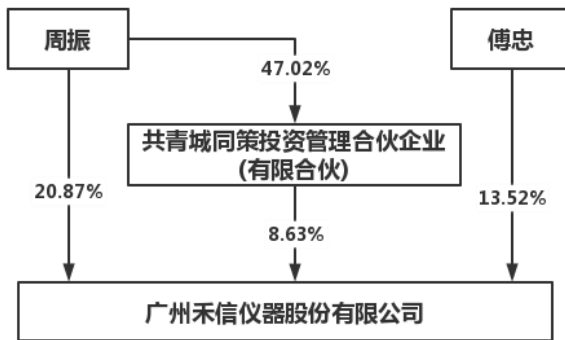 周振
傅忠
47.02%
共青城同策投资管理合伙企业
(有限合伙)
20.87%
13.52%
8.63%
广州禾信仪器股份有限公司